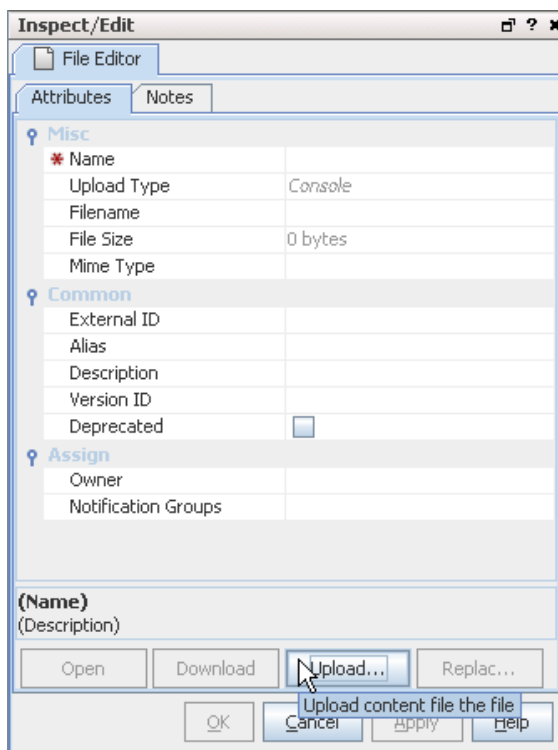 Inspect/Edit
File Editor
Attributes Notes
Misc
Name
Upload Type Console
Filename
File Size 0 bytes
Mime Type
Common
External ID
Alias
Description
Version ID
Deprecated
Assign
Owner
Notification Groups
(Name)
(Description)
Open Download Upload... Replac...
Upload content file the file
OK Cancel Apply Help